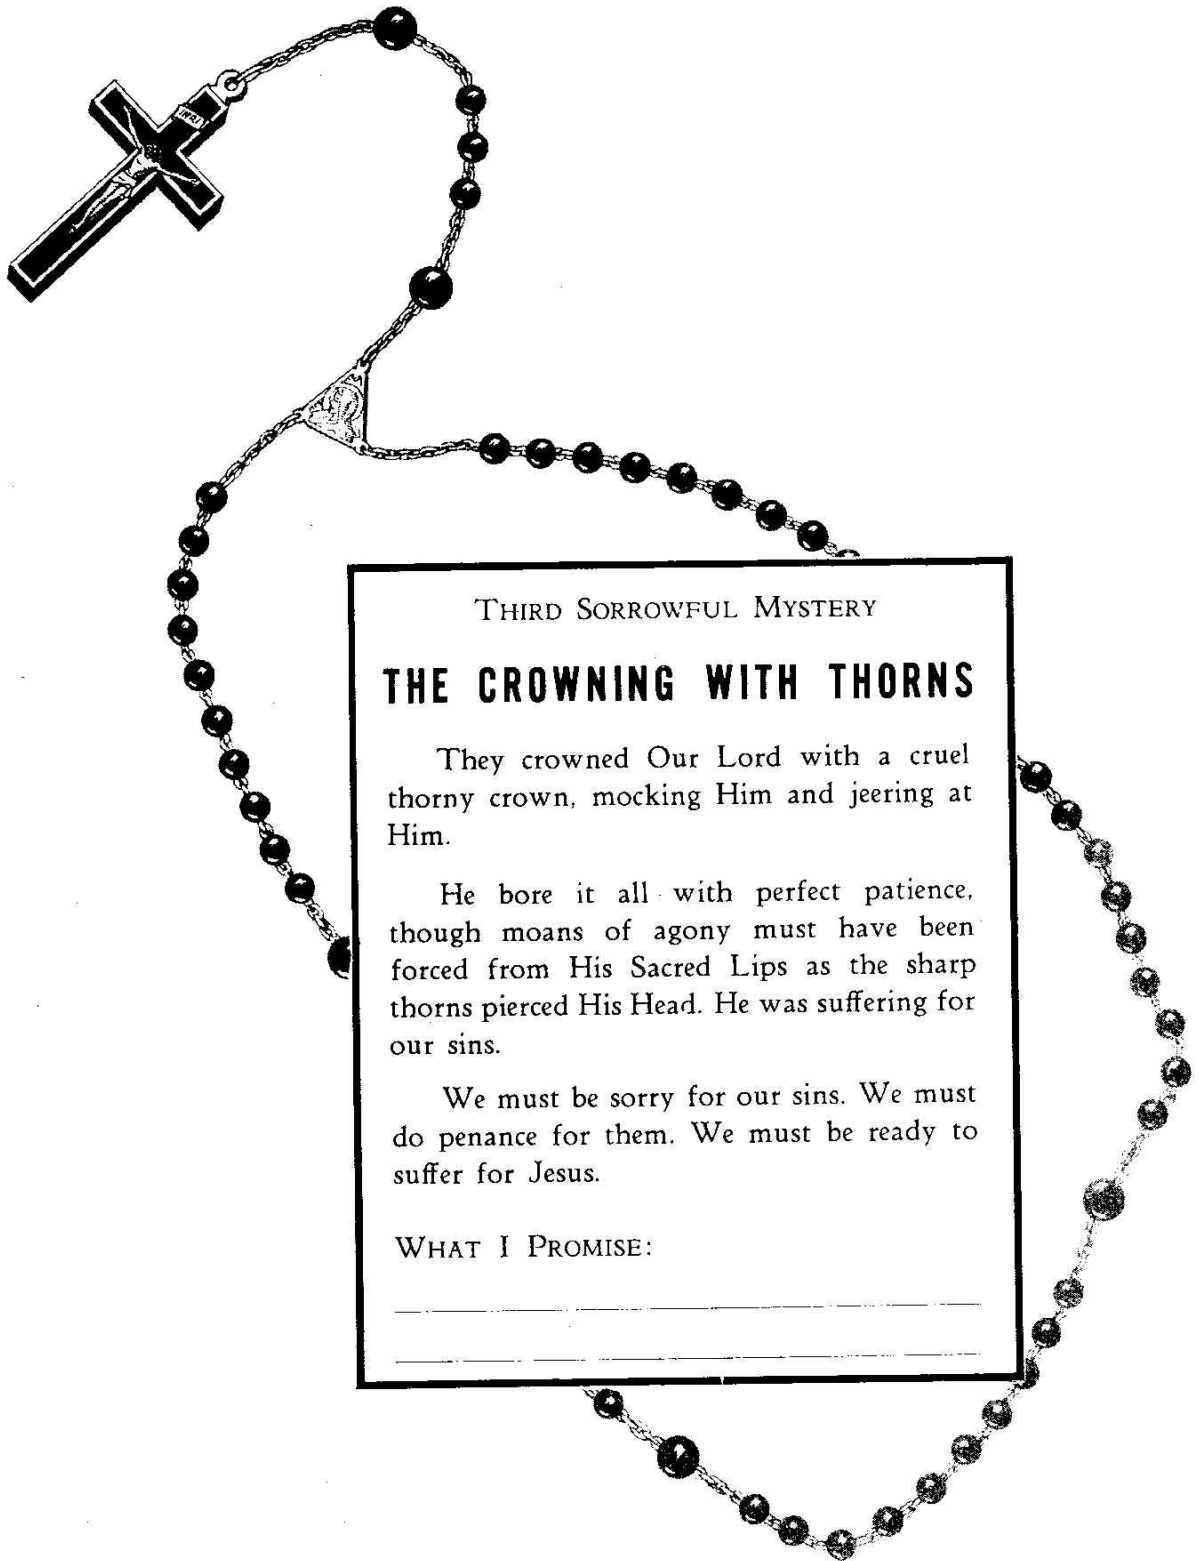 INRI
THIRD SORROWFUL MYSTERY
THE CROWNING WITH THORNS
They crowned Our Lord with a cruel
thorny crown, mocking Him and jeering at
Him.
He bore it all with perfect patience,
though moans of agony must have been
forced from His Sacred Lips as the sharp
thorns pierced His Head. He was suffering for
our sins.
We must be sorry for our sins. We must
do penance for them. We must be ready to
suffer for Jesus.
WHAT I PROMISE: